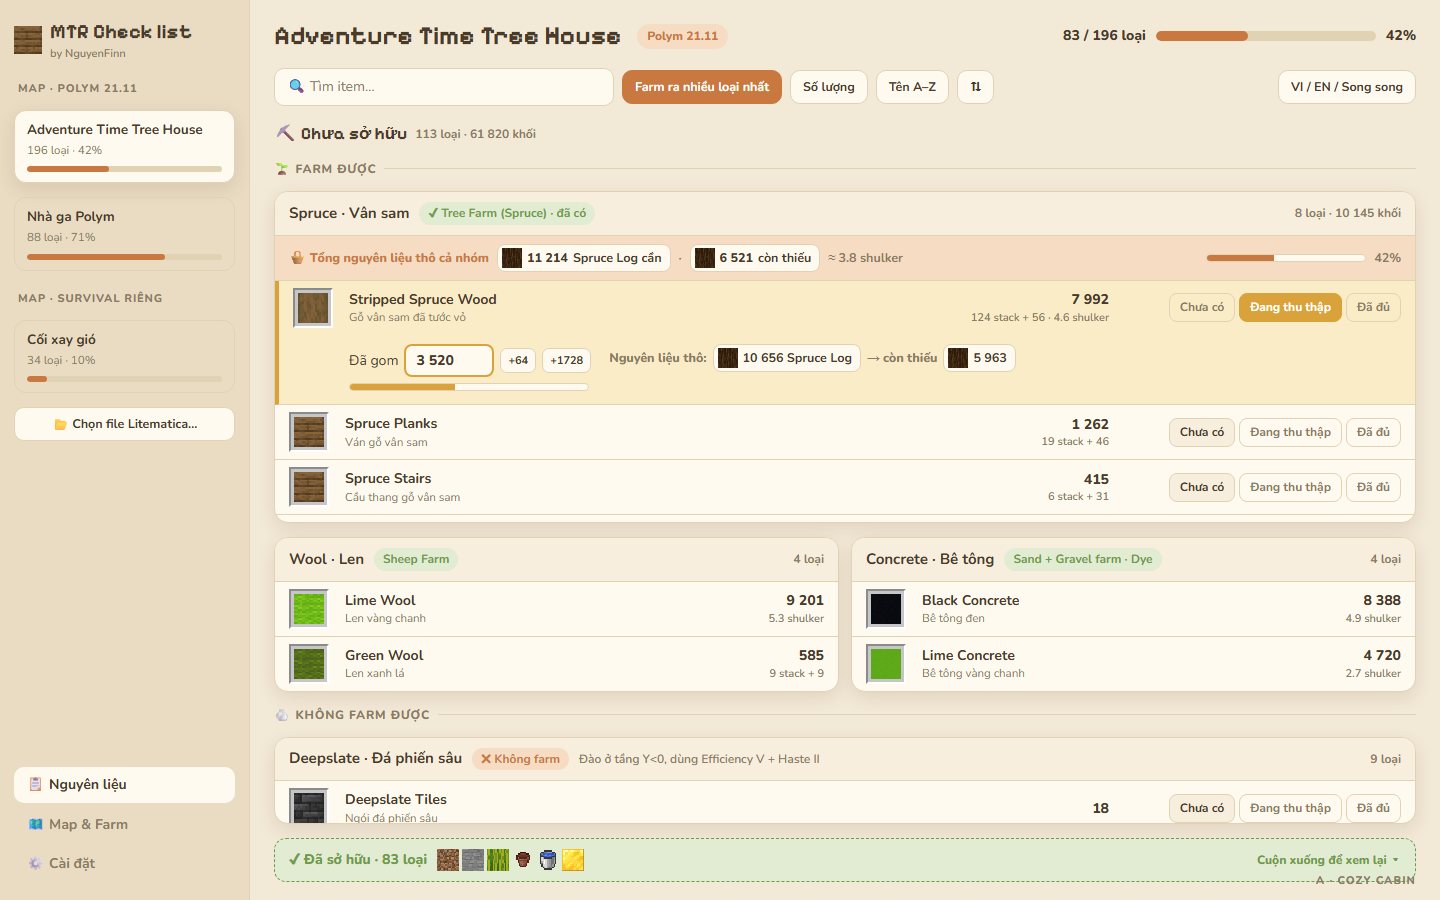 MTR Check list
by NguyenFinn
MAP · POLYM 21.11
Adventure Time Tree House
196 loại · 42%
Nhà ga Polym
88 loại · 71%
MAP · SURVIVAL RIÊNG
Cối xay gió
34 loại · 10%
Chọn file Litematica...
Nguyên liệu
Map & Farm
Cài đặt
Adventure Time Tree House
Polym 21.11
83 / 196 loại
42%
Tìm item...
Farm ra nhiều loại nhất
Số lượng
Tên A–Z
⇅
VI / EN / Song song
Chưa sở hữu 113 loại · 61 820 khối
FARM ĐƯỢC
Spruce · Vân sam ✓ Tree Farm (Spruce) · đã có 8 loại · 10 145 khối
Tổng nguyên liệu thô cả nhóm 11 214 Spruce Log cần · 6 521 còn thiếu ≈ 3.8 shulker 42%
Stripped Spruce Wood 7 992
Gỗ vân sam đã tước vỏ 124 stack + 56 · 4.6 shulker
Chưa có Đang thu thập Đã đủ
Đã gom 3 520 +64 +1728 Nguyên liệu thô: 10 656 Spruce Log → còn thiếu 5 963
Spruce Planks 1 262
Ván gỗ vân sam 19 stack + 46
Chưa có Đang thu thập Đã đủ
Spruce Stairs 415
Cầu thang gỗ vân sam 6 stack + 31
Chưa có Đang thu thập Đã đủ
Wool · Len Sheep Farm 4 loại
Lime Wool 9 201
Len vàng chanh 5.3 shulker
Green Wool 585
Len xanh lá 9 stack + 9
Concrete · Bê tông Sand + Gravel farm · Dye 4 loại
Black Concrete 8 388
Bê tông đen 4.9 shulker
Lime Concrete 4 720
Bê tông vàng chanh 2.7 shulker
KHÔNG FARM ĐƯỢC
Deepslate · Đá phiến sâu ✕ Không farm Đào ở tầng Y<0, dùng Efficiency V + Haste II 9 loại
Deepslate Tiles 18
Ngói đá phiến sâu
Chưa có Đang thu thập Đã đủ
✓ Đã sở hữu · 83 loại Cuộn xuống để xem lại ▾
A · COZY CABIN